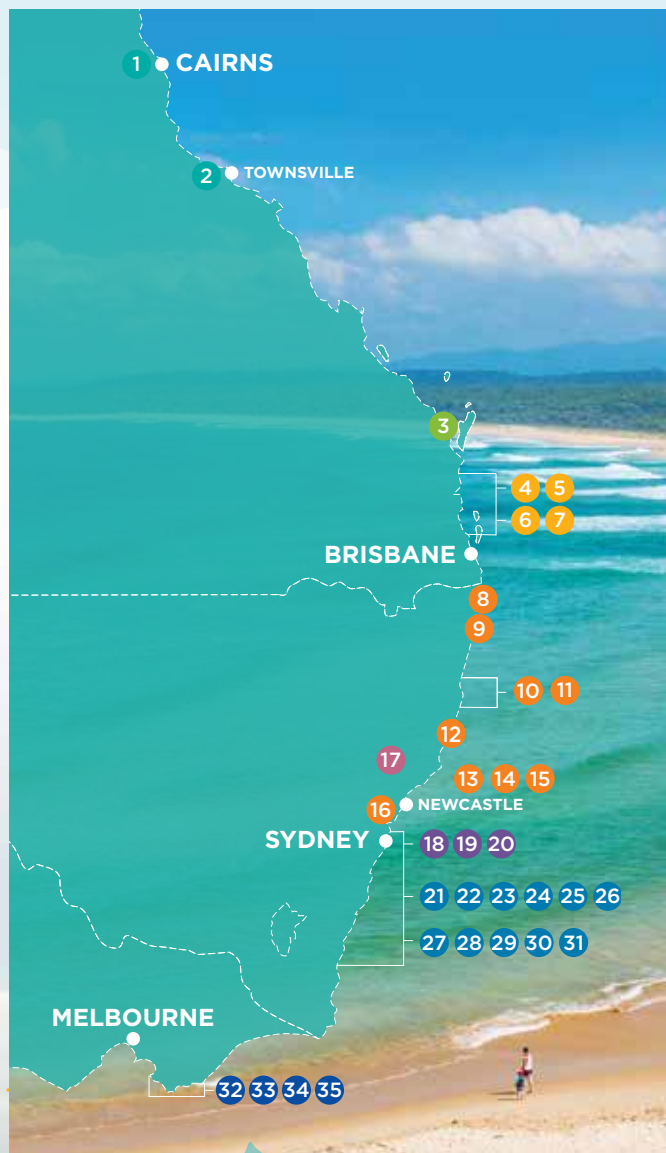 1 CAIRNS
2 TOWNSVILLE
3
4 5
6 7
BRISBANE
8
9
10 11
12
17
13 14 15
16 NEWCASTLE
SYDNEY 18 19 20
21 22 23 24 25 26
27 28 29 30 31
MELBOURNE
32 33 34 35